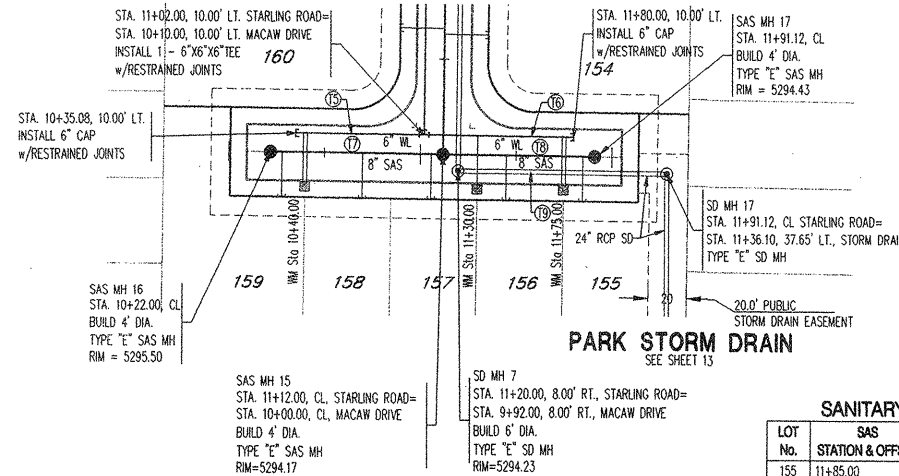 STA. 11+02.00, 10.00' LT. STARLING ROAD=
STA. 10+10.00, 10.00' LT. MACAW DRIVE
INSTALL 1 - 6"X6"X6"TEE
w/RESTRAINED JOINTS
160
STA. 11+80.00, 10.00' LT.
INSTALL 6" CAP
w/RESTRAINED JOINTS
154
SAS MH 17
STA. 11+91.12, CL
BUILD 4' DIA.
TYPE "E" SAS MH
RIM = 5294.43
STA. 10+35.08, 10.00' LT.
INSTALL 6" CAP
w/RESTRAINED JOINTS
T5
T6
T7
6" WL
6" WL
T8
8" SAS
8" SAS
T9
WM Sta 10+40.00
WM Sta 11+30.00
WM Sta 11+75.00
24" RCP SD
SD MH 17
STA. 11+91.12, CL STARLING ROAD=
STA. 11+36.10, 37.65' LT., STORM DRAI
TYPE "E" SD MH
159
158
157
156
155
20
20.0' PUBLIC
STORM DRAIN EASEMENT
SAS MH 16
STA. 10+22.00, CL
BUILD 4' DIA.
TYPE "E" SAS MH
RIM = 5295.50
PARK STORM DRAIN
SEE SHEET 13
SAS MH 15
STA. 11+12.00, CL, STARLING ROAD=
STA. 10+00.00, CL, MACAW DRIVE
BUILD 4' DIA.
TYPE "E" SAS MH
RIM=5294.17
SD MH 7
STA. 11+20.00, 8.00' RT., STARLING ROAD=
STA. 9+92.00, 8.00' RT., MACAW DRIVE
BUILD 6' DIA.
TYPE "E" SD MH
RIM=5294.23
SANITARY
LOT No.
SAS
STATION & OFFS
155
11+85.00